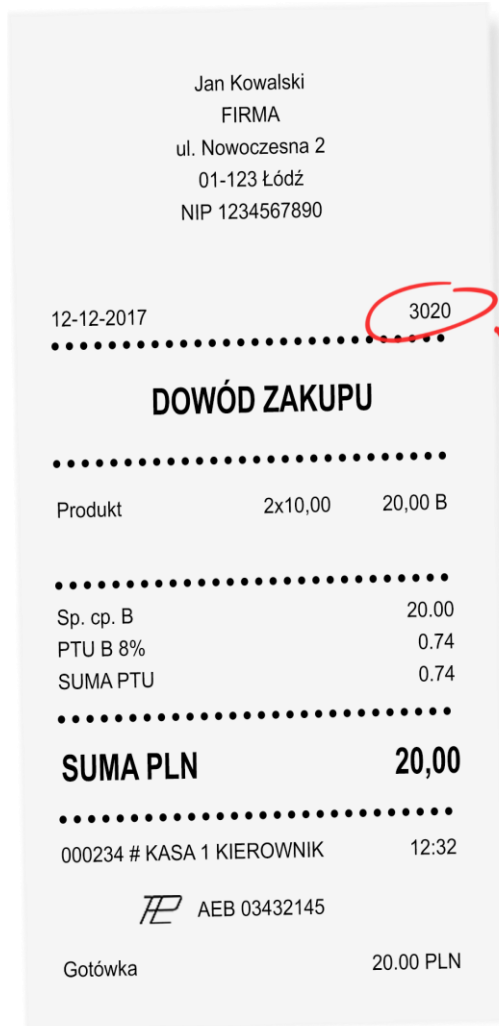 Jan Kowalski
FIRMA
ul. Nowoczesna 2
01-123 Łódź
NIP 1234567890
12-12-2017 3020
DOWÓD ZAKUPU
Produkt 2x10,00 20,00 B
Sp. cp. B 20.00
PTU B 8% 0.74
SUMA PTU 0.74
SUMA PLN 20,00
000234 # KASA 1 KIEROWNIK 12:32
AEB 03432145
Gotówka 20.00 PLN